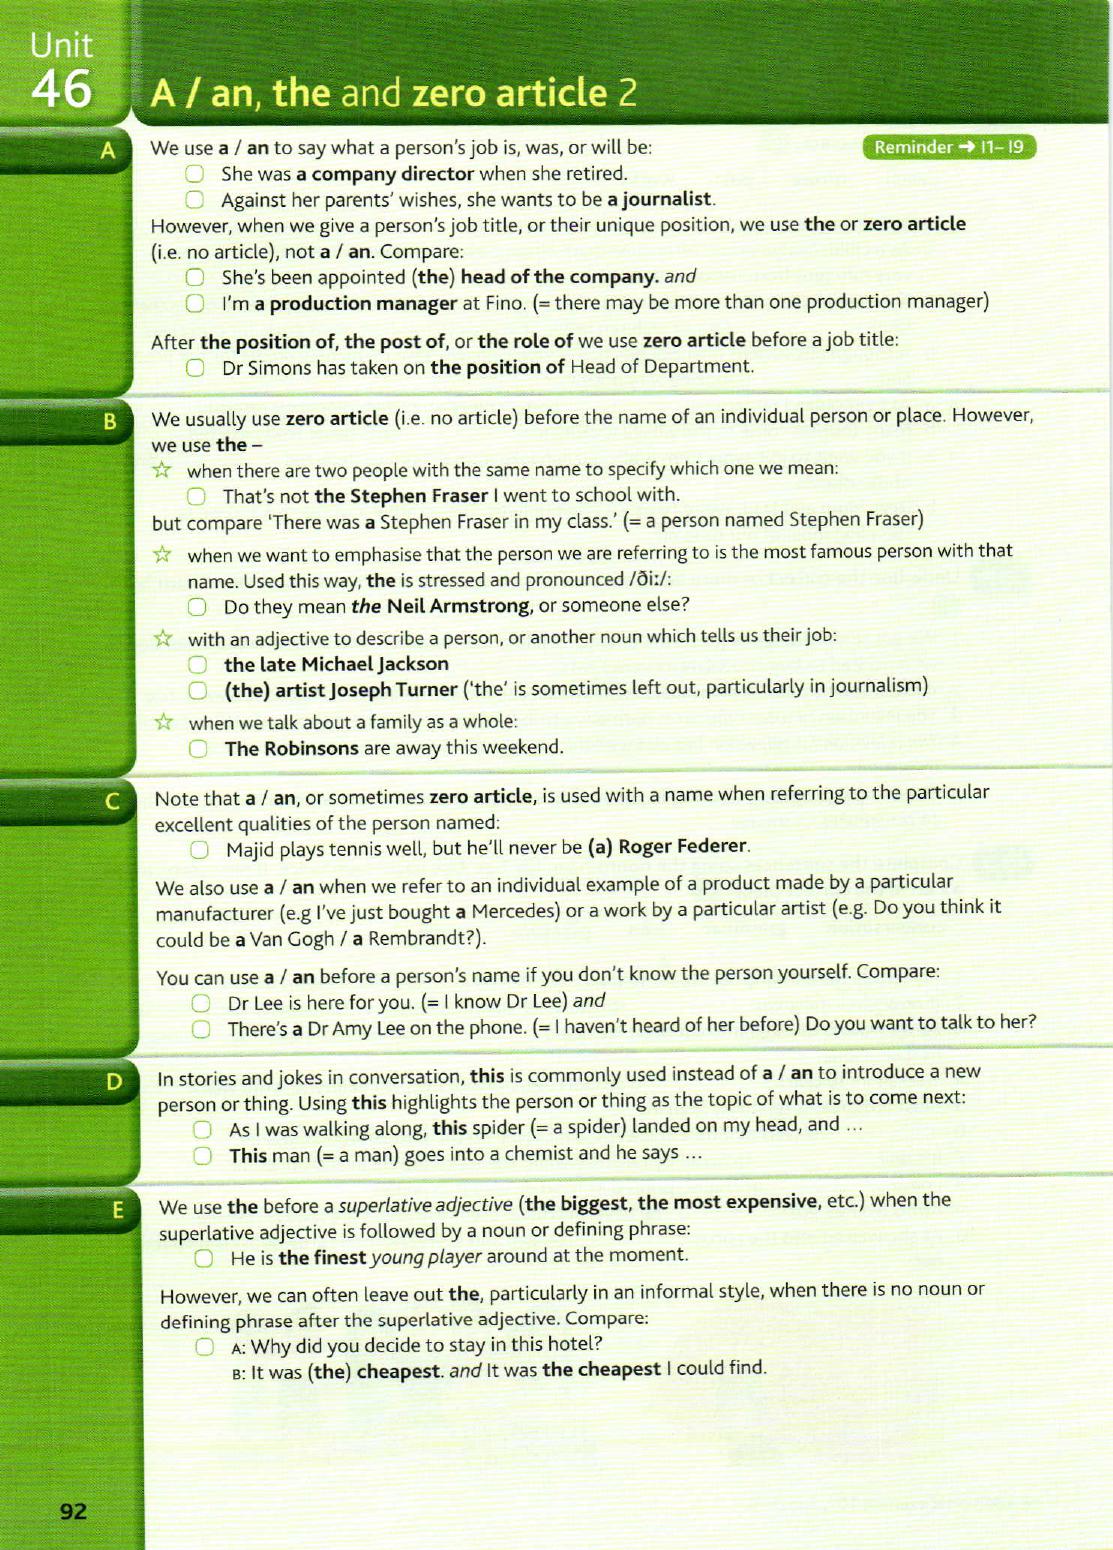 Unit
46
A / an, the and zero article 2
A
We use a / an to say what a person's job is, was, or will be:
Reminder ➜ I1–I9
She was a company director when she retired.
Against her parents' wishes, she wants to be a journalist.
However, when we give a person's job title, or their unique position, we use the or zero article
(i.e. no article), not a / an. Compare:
She's been appointed (the) head of the company. and
I'm a production manager at Fino. (= there may be more than one production manager)
After the position of, the post of, or the role of we use zero article before a job title:
Dr Simons has taken on the position of Head of Department.
B
We usually use zero article (i.e. no article) before the name of an individual person or place. However,
we use the –
☆ when there are two people with the same name to specify which one we mean:
That's not the Stephen Fraser I went to school with.
but compare 'There was a Stephen Fraser in my class.' (= a person named Stephen Fraser)
☆ when we want to emphasise that the person we are referring to is the most famous person with that
name. Used this way, the is stressed and pronounced /ði:/:
Do they mean the Neil Armstrong, or someone else?
☆ with an adjective to describe a person, or another noun which tells us their job:
the late Michael Jackson
(the) artist Joseph Turner ('the' is sometimes left out, particularly in journalism)
☆ when we talk about a family as a whole:
The Robinsons are away this weekend.
C
Note that a / an, or sometimes zero article, is used with a name when referring to the particular
excellent qualities of the person named:
Majid plays tennis well, but he'll never be (a) Roger Federer.
We also use a / an when we refer to an individual example of a product made by a particular
manufacturer (e.g I've just bought a Mercedes) or a work by a particular artist (e.g. Do you think it
could be a Van Gogh / a Rembrandt?).
You can use a / an before a person's name if you don't know the person yourself. Compare:
Dr Lee is here for you. (= I know Dr Lee) and
There's a Dr Amy Lee on the phone. (= I haven't heard of her before) Do you want to talk to her?
D
In stories and jokes in conversation, this is commonly used instead of a / an to introduce a new
person or thing. Using this highlights the person or thing as the topic of what is to come next:
As I was walking along, this spider (= a spider) landed on my head, and ...
This man (= a man) goes into a chemist and he says ...
E
We use the before a superlative adjective (the biggest, the most expensive, etc.) when the
superlative adjective is followed by a noun or defining phrase:
He is the finest young player around at the moment.
However, we can often leave out the, particularly in an informal style, when there is no noun or
defining phrase after the superlative adjective. Compare:
A: Why did you decide to stay in this hotel?
B: It was (the) cheapest. and It was the cheapest I could find.
92